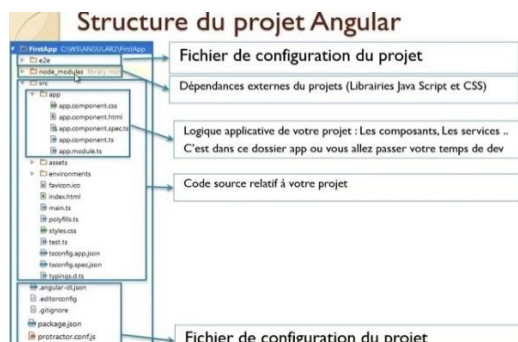 Structure du projet Angular
FirstApp C:\WS\ANGULAR2\FirstApp
e2e
node_modules library root
src
app
app.component.css
app.component.html
app.component.spec.ts
app.component.ts
app.module.ts
assets
environments
favicon.ico
index.html
main.ts
polyfills.ts
styles.css
test.ts
tsconfig.app.json
tsconfig.spec.json
typings.d.ts
.angular-cli.json
.editorconfig
.gitignore
package.json
protractor.conf.js
Fichier de configuration du projet
Dépendances externes du projets (Librairies Java Script et CSS)
Logique applicative de votre projet : Les composants, Les services ..
C'est dans ce dossier app ou vous allez passer votre temps de dev
Code source relatif à votre projet
Fichier de configuration du projet